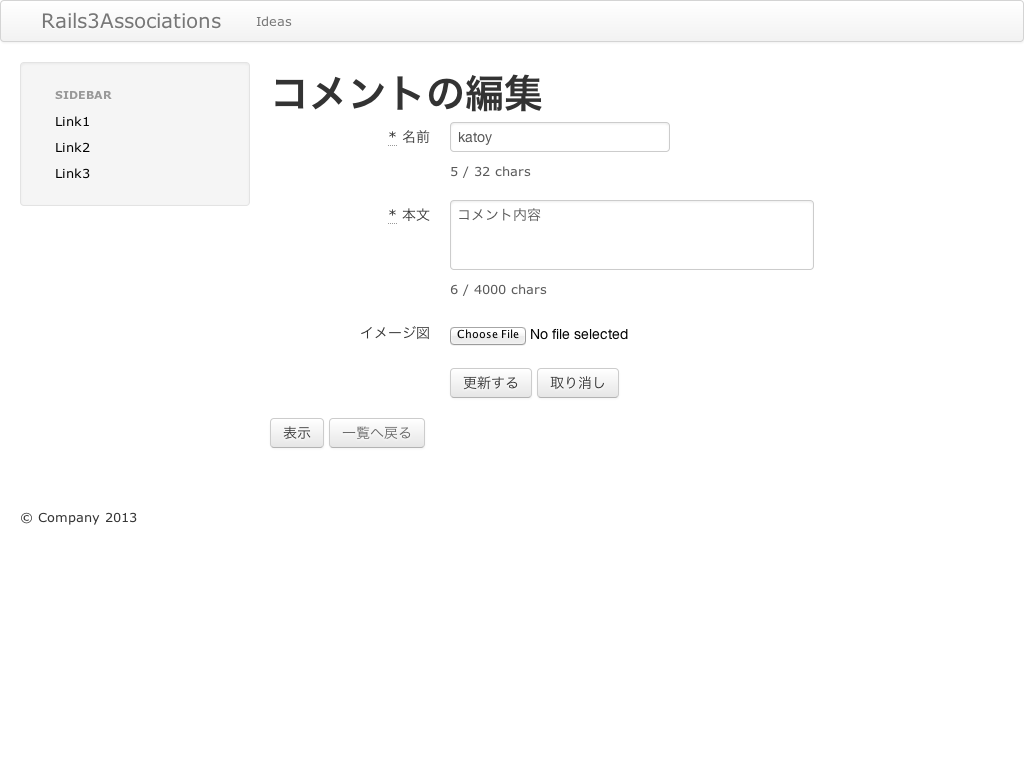 Rails3Associations Ideas
SIDEBAR
Link1
Link2
Link3
コメントの編集
* 名前 katoy
5 / 32 chars
* 本文 コメント内容
6 / 4000 chars
イメージ図 Choose File No file selected
更新する 取り消し
表示 一覧へ戻る
© Company 2013